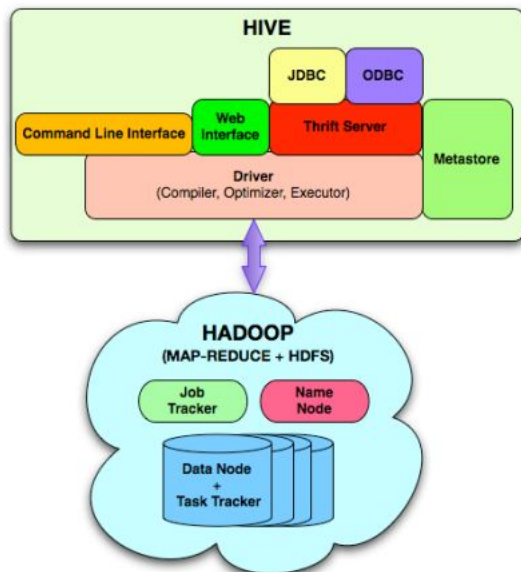 HIVE
JDBC
ODBC
Command Line Interface
Web
Interface
Thrift Server
Metastore
Driver
(Compiler, Optimizer, Executor)
HADOOP
(MAP-REDUCE + HDFS)
Job
Tracker
Name
Node
Data Node
+
Task Tracker